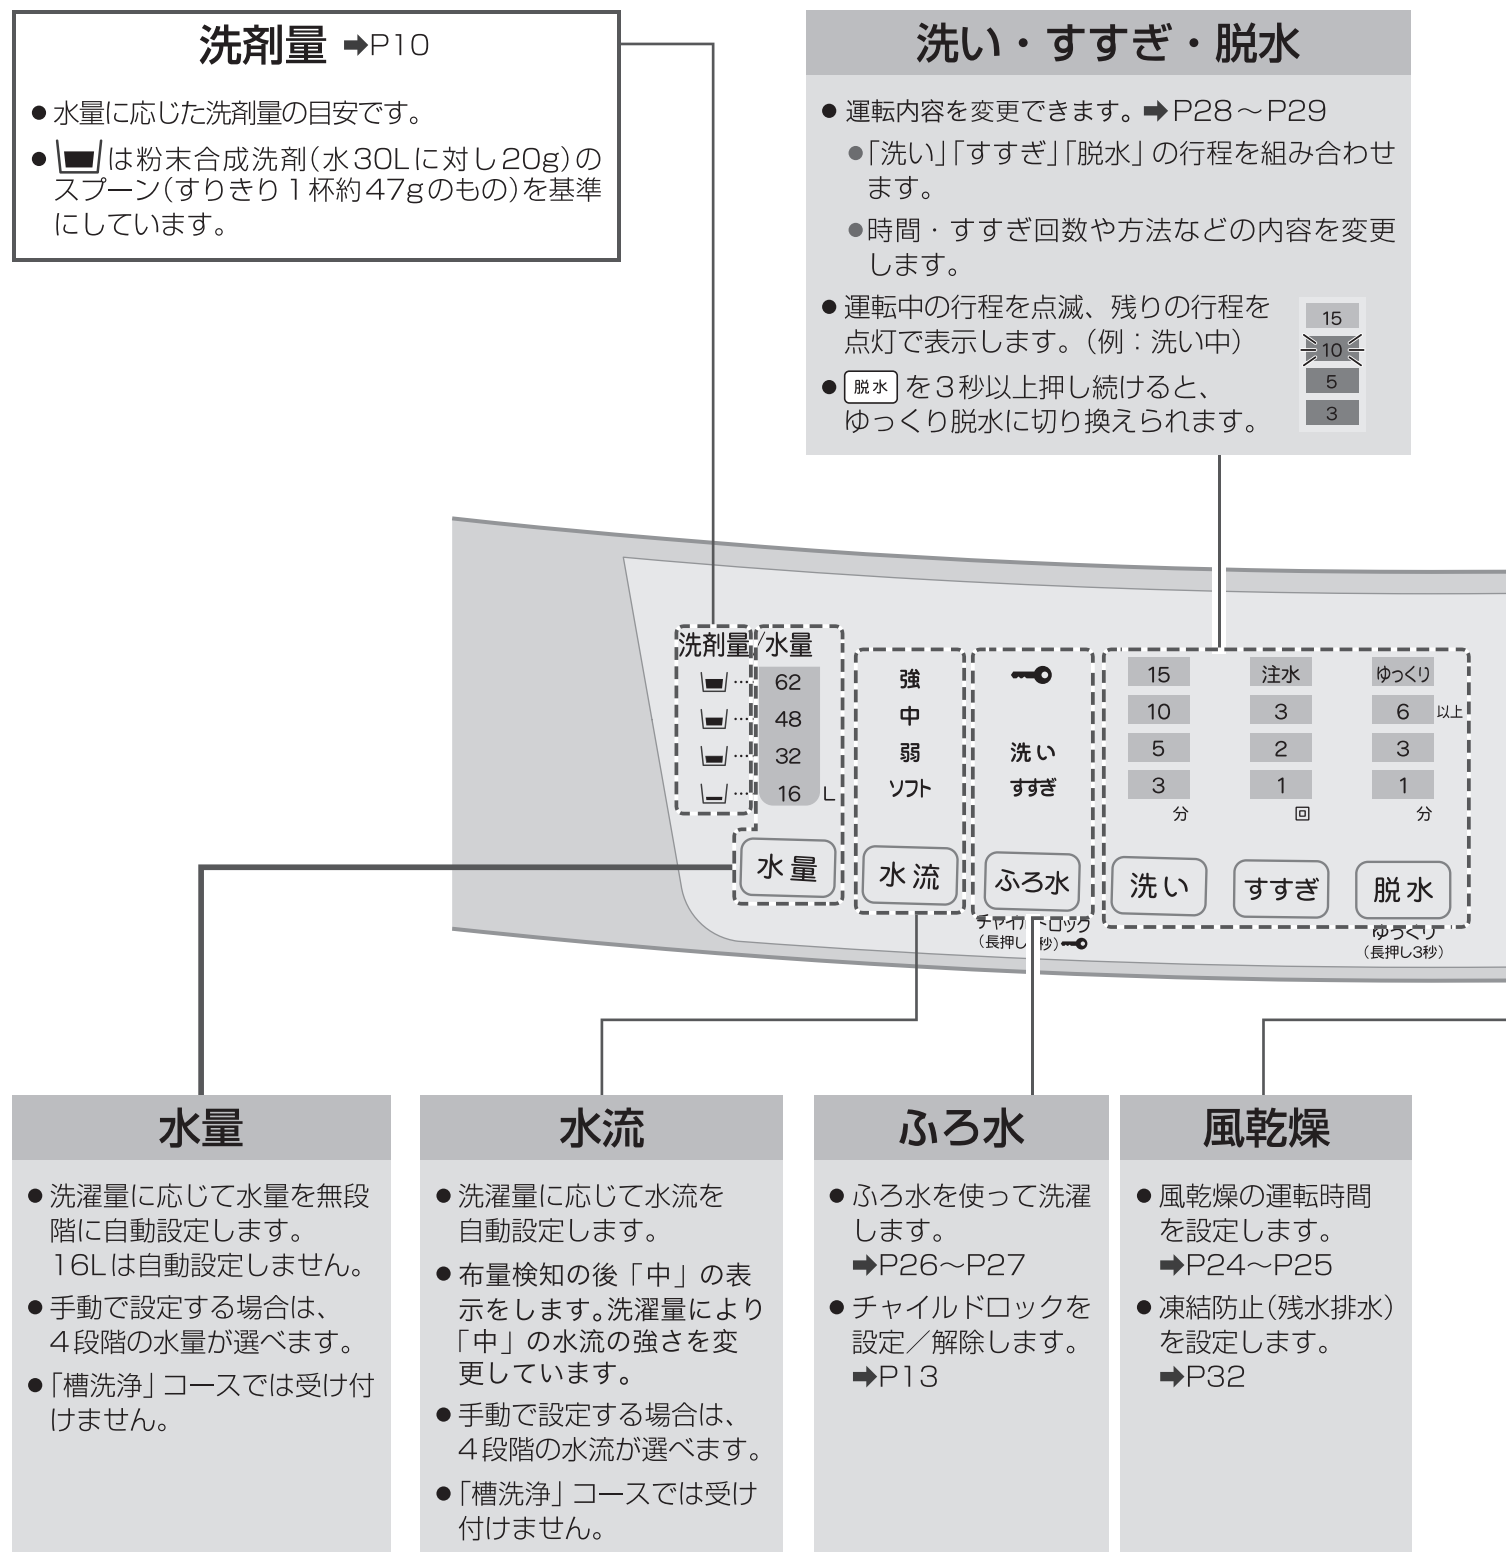 洗剤量 ➡P10
●水量に応じた洗剤量の目安です。
●は粉末合成洗剤(水30Lに対し20g)の
スプーン(すりきり1杯約47gのもの)を基準
にしています。
洗い・すすぎ・脱水
●運転内容を変更できます。➡P28～P29
●「洗い」「すすぎ」「脱水」の行程を組み合わせ
ます。
●時間・すすぎ回数や方法などの内容を変更
します。
●運転中の行程を点滅、残りの行程を
点灯で表示します。(例：洗い中)
●脱水を3秒以上押し続けると、
ゆっくり脱水に切り換えられます。
15
10
5
3
洗剤量/水量
62
48
32
16 L
水量
強
中
弱
ソフト
水流
洗い
すすぎ
ふろ水
チャイルドロック
(長押し3秒)
15
10
5
3
分
洗い
注水
3
2
1
回
すすぎ
ゆっくり
6 以上
3
1
分
脱水
ゆっくり
(長押し3秒)
水量
●洗濯量に応じて水量を無段
階に自動設定します。
16Lは自動設定しません。
●手動で設定する場合は、
4段階の水量が選べます。
●「槽洗浄」コースでは受け付
けません。
水流
●洗濯量に応じて水流を
自動設定します。
●布量検知の後「中」の表
示をします。洗濯量により
「中」の水流の強さを変
更しています。
●手動で設定する場合は、
4段階の水流が選べます。
●「槽洗浄」コースでは受け
付けません。
ふろ水
●ふろ水を使って洗濯
します。
➡P26～P27
●チャイルドロックを
設定／解除します。
➡P13
風乾燥
●風乾燥の運転時間
を設定します。
➡P24～P25
●凍結防止(残水排水)
を設定します。
➡P32